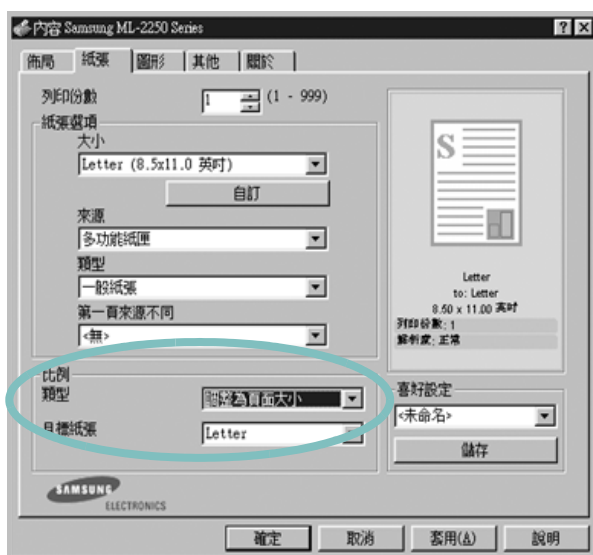 內容 Samsung ML-2250 Series
佈局 紙張 圖形 其他 關於
列印份數 1 (1 - 999)
紙張選項
大小
Letter (8.5x11.0 英吋)
自訂
來源
多功能紙匣
類型
一般紙張
第一頁來源不同
<無>
比例
類型 調整為頁面大小
目標紙張 Letter
S
Letter
to: Letter
8.50 x 11.00 英吋
列印份數: 1
解析度: 正常
喜好設定
<未命名>
儲存
SAMSUNG
ELECTRONICS
確定 取消 套用(A) 說明